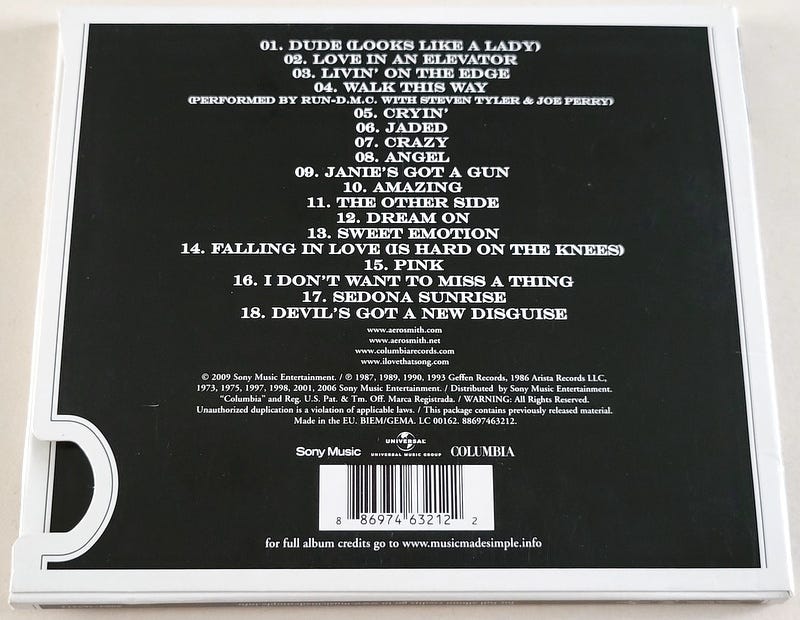 01. DUDE (LOOKS LIKE A LADY)
02. LOVE IN AN ELEVATOR
03. LIVIN' ON THE EDGE
04. WALK THIS WAY
(PERFORMED BY RUN-D.M.C. WITH STEVEN TYLER & JOE PERRY)
05. CRYIN'
06. JADED
07. CRAZY
08. ANGEL
09. JANIE'S GOT A GUN
10. AMAZING
11. THE OTHER SIDE
12. DREAM ON
13. SWEET EMOTION
14. FALLING IN LOVE (IS HARD ON THE KNEES)
15. PINK
16. I DON'T WANT TO MISS A THING
17. SEDONA SUNRISE
18. DEVIL'S GOT A NEW DISGUISE
www.aerosmith.com
www.aerosmith.net
www.columbiarecords.com
www.ilovethatsong.com
© 2009 Sony Music Entertainment. / ℗ 1987, 1989, 1990, 1993 Geffen Records, 1986 Arista Records LLC,
1973, 1975, 1997, 1998, 2001, 2006 Sony Music Entertainment. / Distributed by Sony Music Entertainment.
"Columbia" and Reg. U.S. Pat. & Tm. Off. Marca Registrada. / WARNING: All Rights Reserved.
Unauthorized duplication is a violation of applicable laws. / This package contains previously released material.
Made in the EU. BIEM/GEMA. LC 00162. 88697463212.
Sony Music UNIVERSAL COLUMBIA
UNIVERSAL MUSIC GROUP
8 86974 63212 2
for full album credits go to www.musicmadesimple.info